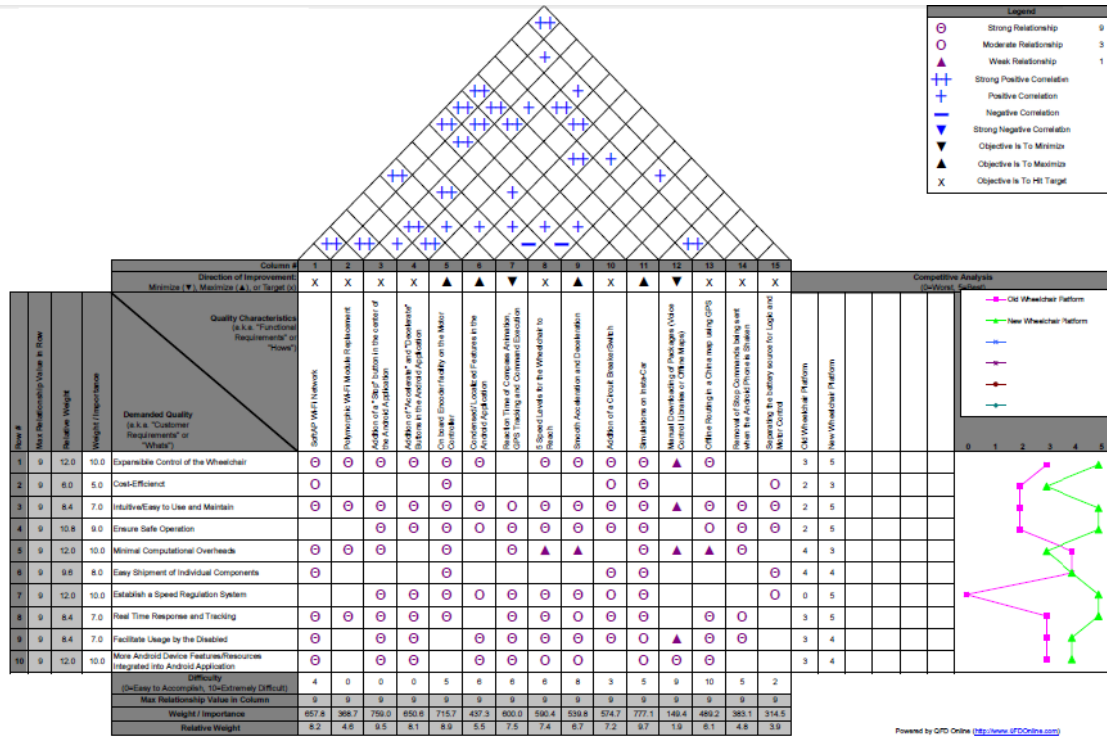 Legend
Θ Strong Relationship 9
Ο Moderate Relationship 3
▲ Weak Relationship 1
++ Strong Positive Correlation
+ Positive Correlation
− Negative Correlation
▼ Strong Negative Correlation
▼ Objective Is To Minimize
▲ Objective Is To Maximize
X Objective Is To Hit Target
Column # 1 2 3 4 5 6 7 8 9 10 11 12 13 14 15
Direction of Improvement:
Minimize (▼), Maximize (▲), or Target (x) X X X X ▲ ▲ ▼ X ▲ X ▲ ▼ X X X
Competitive Analysis
(0=Worst, 5=Best)
Row #
Max Relationship Value in Row
Relative Weight
Weight / Importance
Quality Characteristics
(a.k.a. "Functional
Requirements" or
"Hows")
Demanded Quality
(a.k.a. "Customer
Requirements" or
"Whats")
SoftAP Wi-Fi Network
Polymorphic Wi-Fi Module Replacement
Addition of a "Stop" button in the center of
the Android Application
Addition of "Accelerate" and "Decelerate"
Buttons in the Android Application
On board Encoder facility on the Motor
Controller
Condensed/ Localized Features in the
Android Application
Reaction Time of Compass Animation,
GPS Tracking and Command Execution
5 Speed Levels for the Wheelchair to
Reach
Smooth Acceleration and Deceleration
Addition of a Circuit Breaker/Switch
Simulations on Insta-Car
Manual Downloading of Packages (Voice
Control Libraries or Offline Maps)
Offline Routing in a China map using GPS
Removal of Stop Commands being sent
when the Android Phone is Shaken
Separating the battery source for Logic and
Motor Control
Old Wheelchair Platform
New Wheelchair Platform
Old Wheelchair Platform
New Wheelchair Platform
0 1 2 3 4 5
1 9 12.0 10.0 Expansible Control of the Wheelchair Θ Θ Θ Θ Θ Θ Θ Θ Θ Θ ▲ Θ 3 5
2 9 6.0 5.0 Cost-Efficienct Ο Θ Ο Θ Ο 2 3
3 9 8.4 7.0 Intuitive/Easy to Use and Maintain Θ Θ Θ Θ Θ Θ Ο Θ Θ Θ Θ ▲ Θ Θ Θ 2 5
4 9 10.8 9.0 Ensure Safe Operation Θ Θ Θ Ο Θ Θ Θ Θ Θ Ο Θ Θ 2 5
5 9 12.0 10.0 Minimal Computational Overheads Θ Θ Θ Θ Θ ▲ ▲ Θ ▲ ▲ Θ 4 3
6 9 9.6 8.0 Easy Shipment of Individual Components Θ Θ Θ Θ Θ 4 4
7 9 12.0 10.0 Establish a Speed Regulation System Θ Θ Θ Ο Θ Θ Θ Ο Θ Ο 0 5
8 9 8.4 7.0 Real Time Response and Tracking Θ Θ Θ Θ Θ Θ Θ Ο Θ Θ Θ Ο 3 5
9 9 8.4 7.0 Facilitate Usage by the Disabled Θ Θ Θ Θ Θ Θ Θ Θ Ο ▲ Θ Θ 3 4
10 9 12.0 10.0 More Android Device Features/Resources
Integrated into Android Application Θ Θ Θ Θ Θ Ο Ο Ο Θ Θ 3 4
Difficulty
(0=Easy to Accomplish, 10=Extremely Difficult) 4 0 0 0 5 6 6 6 8 3 5 9 10 5 2
Max Relationship Value in Column 9 9 9 9 9 9 9 9 9 9 9 9 9 9 9
Weight / Importance 657.8 368.7 759.0 650.6 715.7 437.3 600.0 590.4 539.8 574.7 777.1 149.4 489.2 383.1 314.5
Relative Weight 8.2 4.6 9.5 8.1 8.9 5.5 7.5 7.4 6.7 7.2 9.7 1.9 6.1 4.8 3.9
Powered by QFD Online (http://www.QFDOnline.com)